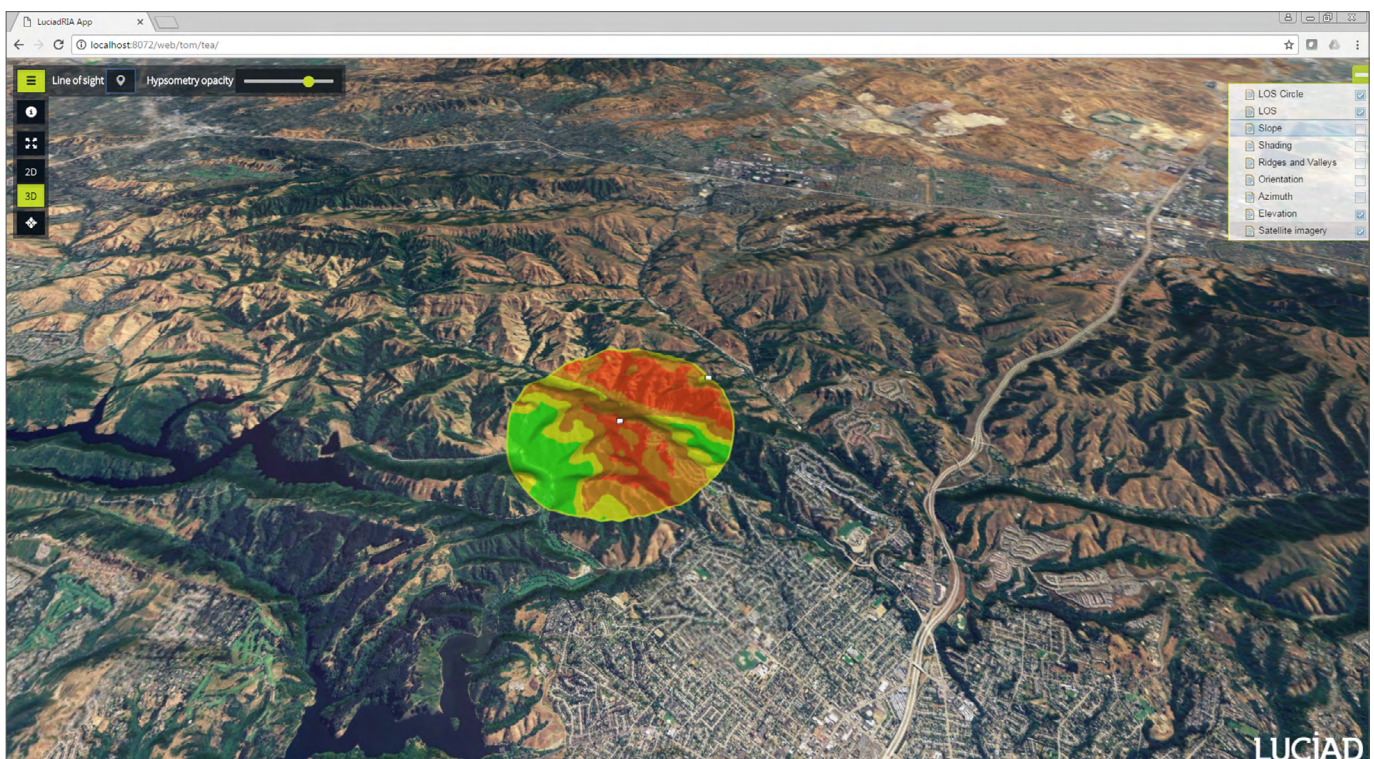 LuciadRIA App
localhost:8072/web/tom/tea/
Line of sight
Hypsometry opacity
2D
3D
LOS Circle
LOS
Slope
Shading
Ridges and Valleys
Orientation
Azimuth
Elevation
Satellite imagery
LUCiAD